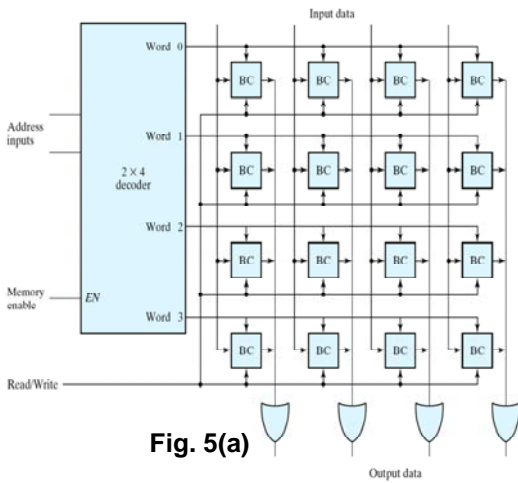 Input data
Word 0
BC BC BC BC
Address
inputs
Word 1
2 × 4
decoder
BC BC BC BC
Word 2
BC BC BC BC
Memory
enable
EN
Word 3
BC BC BC BC
Read/Write
Fig. 5(a)
Output data